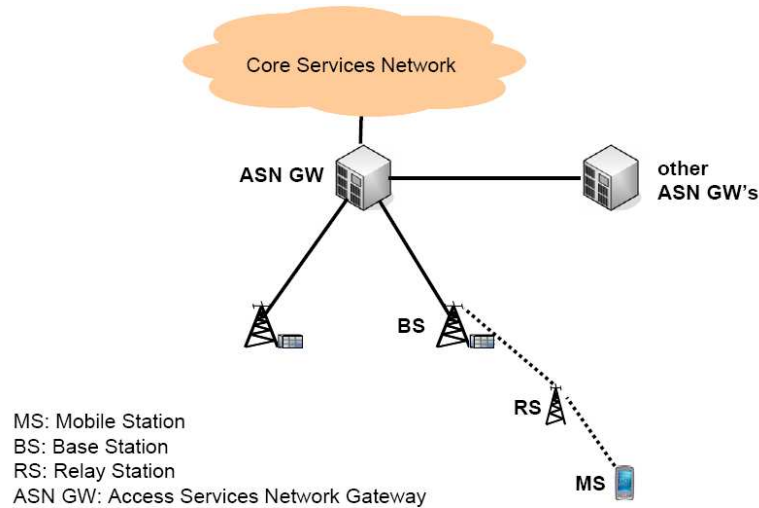 Core Services Network
ASN GW
other
ASN GW's
BS
RS
MS
MS: Mobile Station
BS: Base Station
RS: Relay Station
ASN GW: Access Services Network Gateway